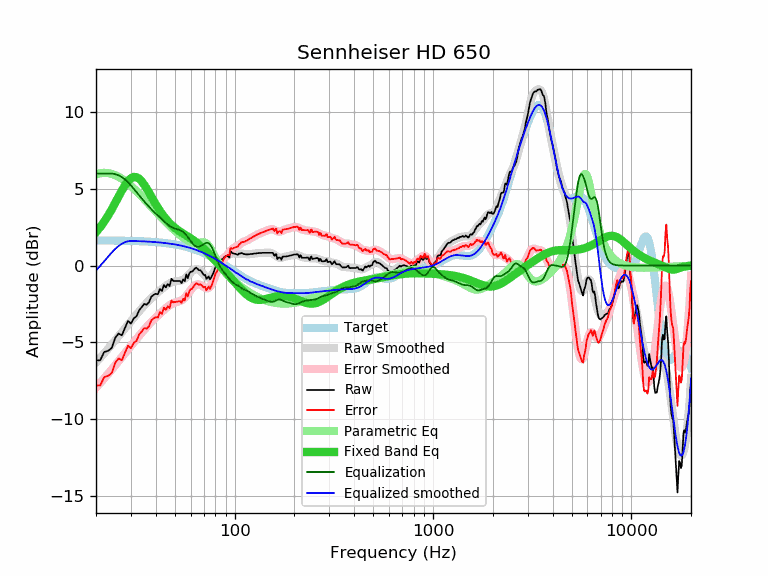 Sennheiser HD 650
Amplitude (dBr)
10
5
0
−5
−10
−15
Target
Raw Smoothed
Error Smoothed
Raw
Error
Parametric Eq
Fixed Band Eq
Equalization
Equalized smoothed
100
1000
10000
Frequency (Hz)